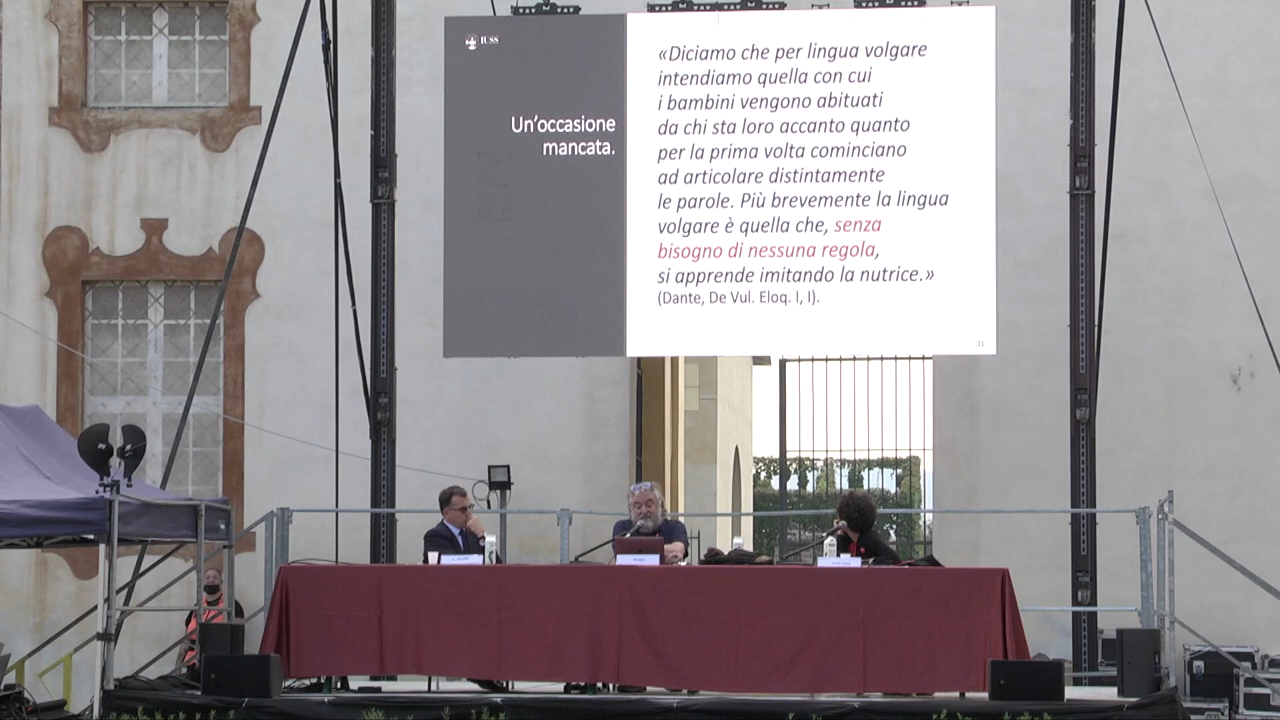 IUSS
Un'occasione
mancata.
«Diciamo che per lingua volgare
intendiamo quella con cui
i bambini vengono abituati
da chi sta loro accanto quanto
per la prima volta cominciano
ad articolare distintamente
le parole. Più brevemente la lingua
volgare è quella che, senza
bisogno di nessuna regola,
si apprende imitando la nutrice.»
(Dante, De Vul. Eloq. I, I).
31